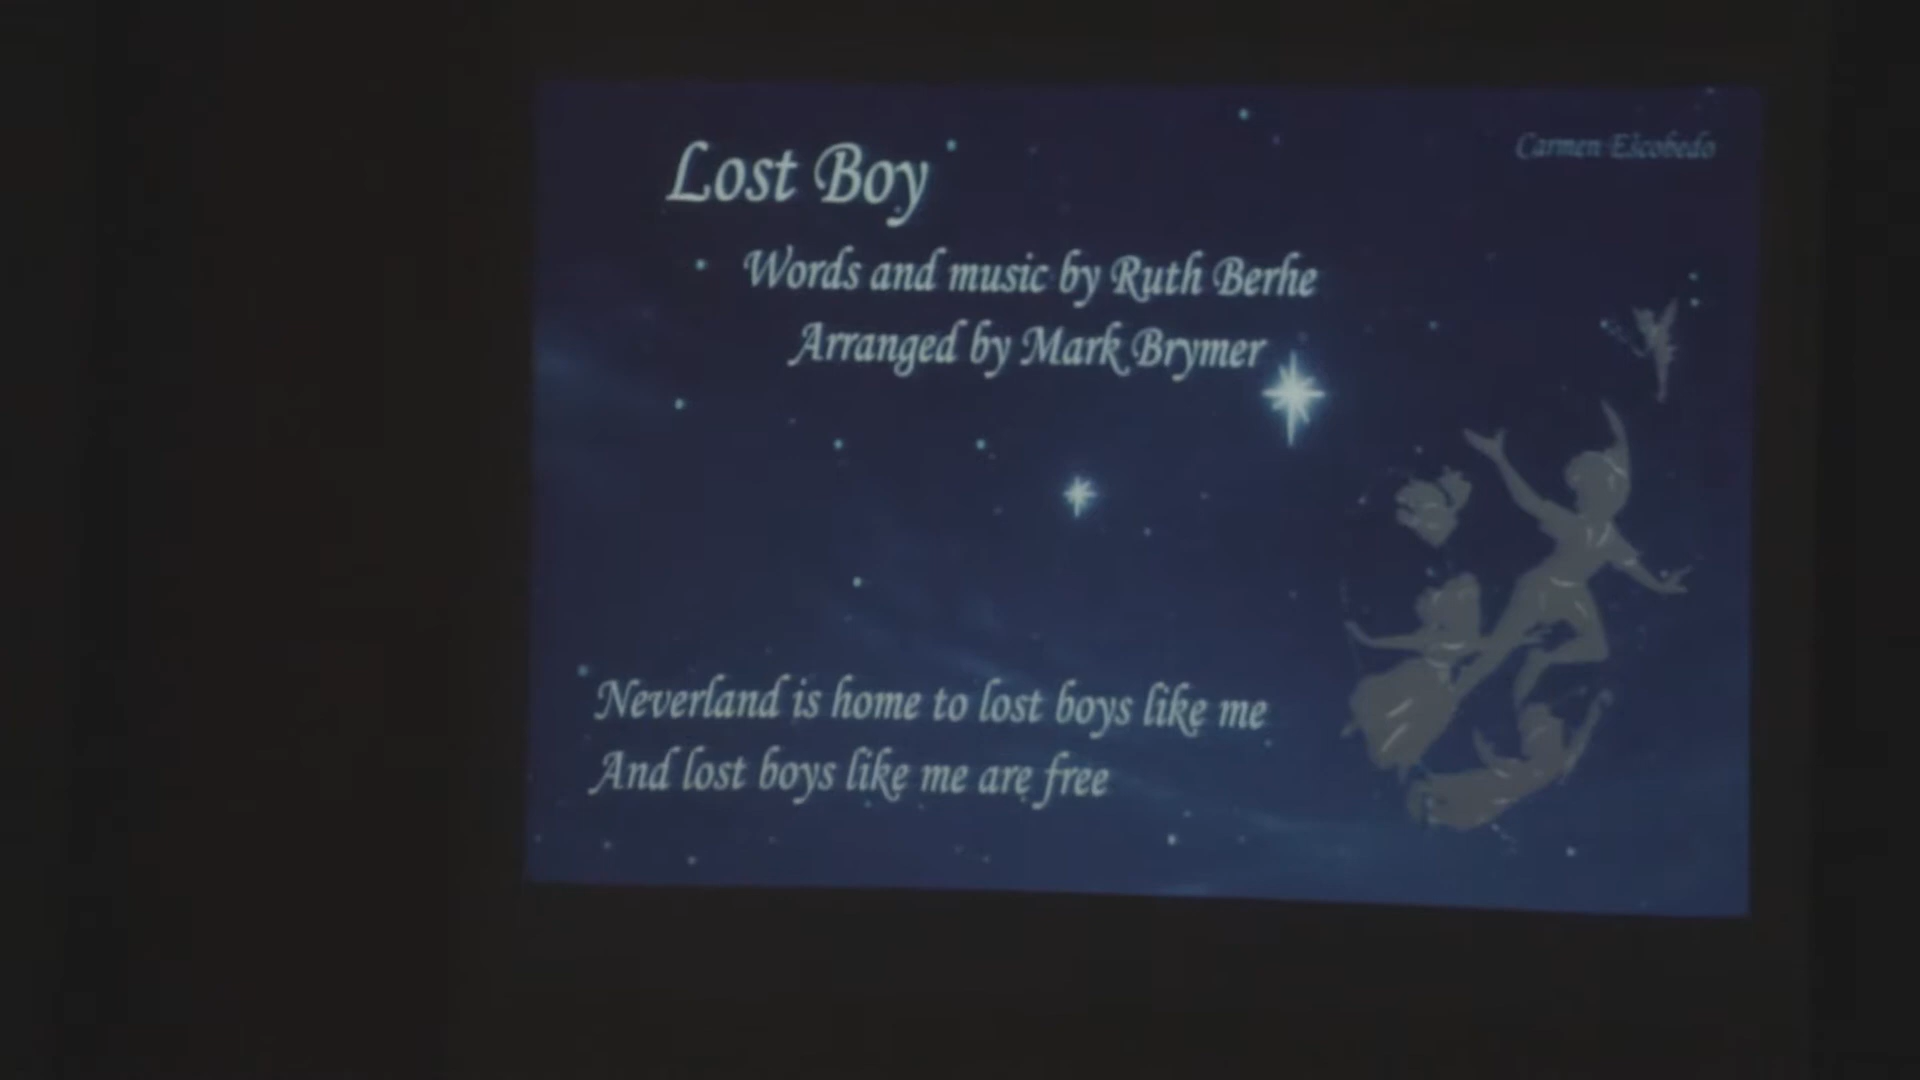 Carmen Escobedo
Lost Boy
Words and music by Ruth Berhe
Arranged by Mark Brymer
Neverland is home to lost boys like me
And lost boys like me are free